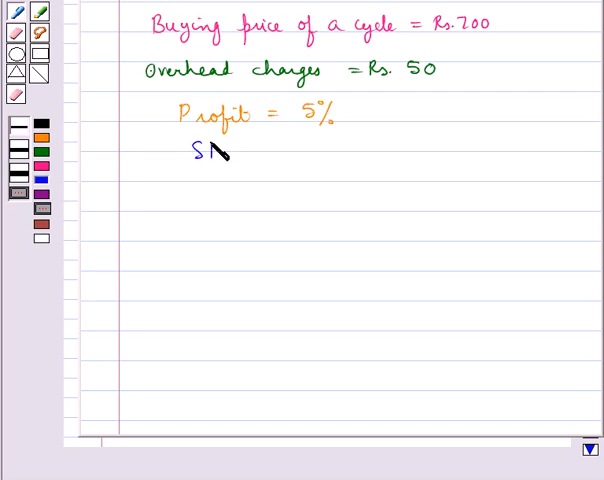 Buying price of a cycle = Rs. 700
Overhead charges = Rs. 50
Profit = 5%